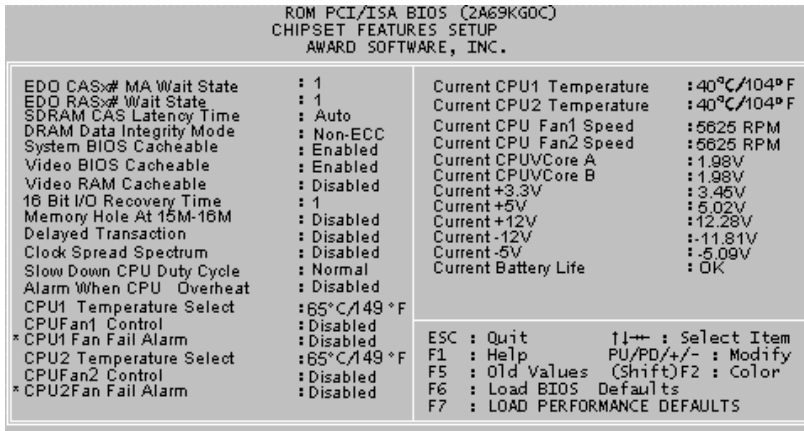 ROM PCI/ISA BIOS (2A69KGOC)
CHIPSET FEATURES SETUP
AWARD SOFTWARE, INC.
EDO CASx# MA Wait State : 1
EDO RASx# Wait State : 1
SDRAM CAS Latency Time : Auto
DRAM Data Integrity Mode : Non-ECC
System BIOS Cacheable : Enabled
Video BIOS Cacheable : Enabled
Video RAM Cacheable : Disabled
16 Bit I/O Recovery Time : 1
Memory Hole At 15M-16M : Disabled
Delayed Transaction : Disabled
Clock Spread Spectrum : Disabled
Slow Down CPU Duty Cycle : Normal
Alarm When CPU Overheat : Disabled
CPU1 Temperature Select :65°C/149 °F
CPUFan1 Control :Disabled
* CPU1 Fan Fail Alarm :Disabled
CPU2 Temperature Select :65°C/149 °F
CPUFan2 Control :Disabled
* CPU2Fan Fail Alarm :Disabled
Current CPU1 Temperature :40°C/104°F
Current CPU2 Temperature :40°C/104°F
Current CPU Fan1 Speed :5625 RPM
Current CPU Fan2 Speed :5625 RPM
Current CPUVCore A :1.98V
Current CPUVCore B :1.98V
Current +3.3V :3.45V
Current +5V :5.02V
Current +12V :12.28V
Current -12V :-11.81V
Current -5V :-5.09V
Current Battery Life : OK
ESC : Quit ↑↓→← : Select Item
F1 : Help PU/PD/+/- : Modify
F5 : Old Values (Shift)F2 : Color
F6 : Load BIOS Defaults
F7 : LOAD PERFORMANCE DEFAULTS